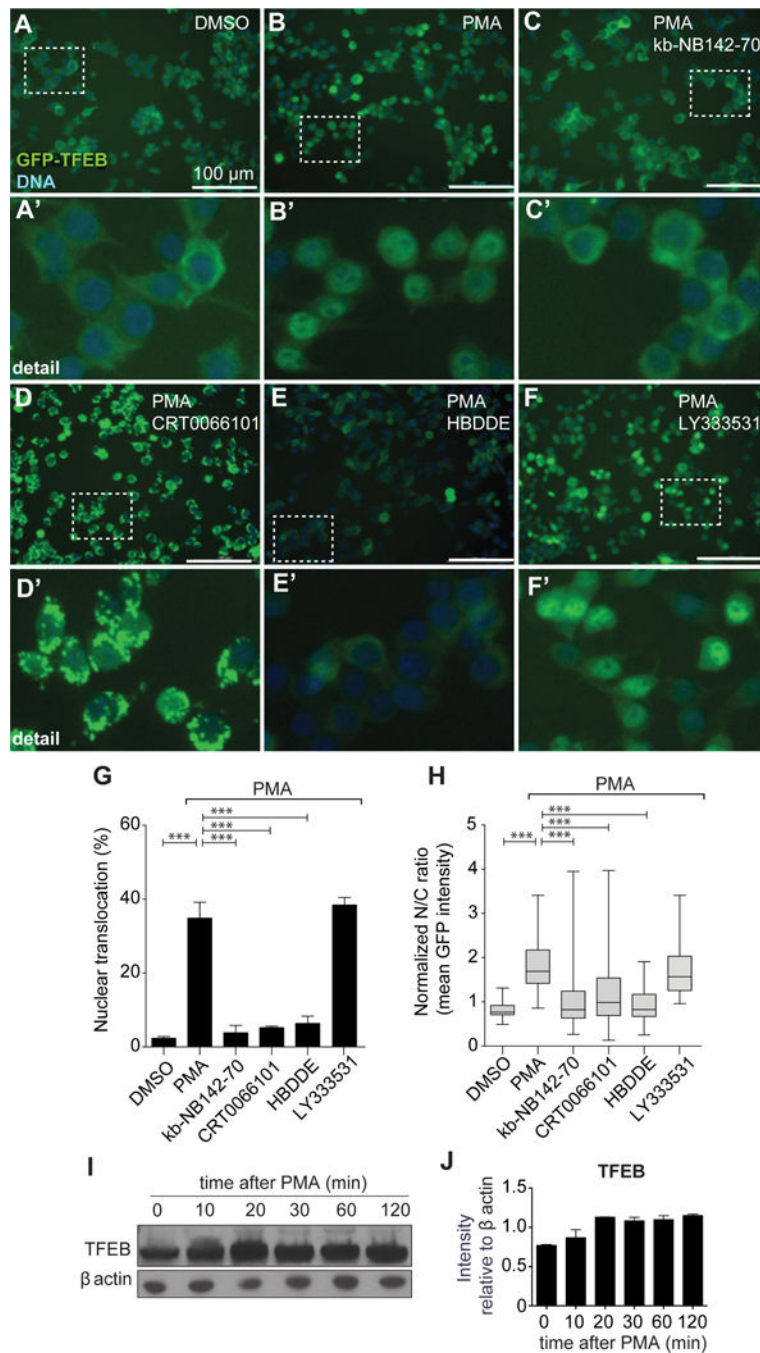 A
DMSO
GFP-TFEB
DNA
100 µm
B
PMA
C
PMA
kb-NB142-70
A’
detail
B’
C’
D
PMA
CRT0066101
E
PMA
HBDDE
F
PMA
LY333531
D’
detail
E’
F’
G
PMA
***
***
***
***
Nuclear translocation (%)
60
40
20
0
DMSO
PMA
kb-NB142-70
CRT0066101
HBDDE
LY333531
H
PMA
***
***
***
***
Normalized N/C ratio
(mean GFP intensity)
5
4
3
2
1
0
DMSO
PMA
kb-NB142-70
CRT0066101
HBDDE
LY333531
I
time after PMA (min)
0 10 20 30 60 120
TFEB
β actin
J
TFEB
Intensity
relative to β actin
1.5
1.0
0.5
0.0
0 10 20 30 60 120
time after PMA (min)